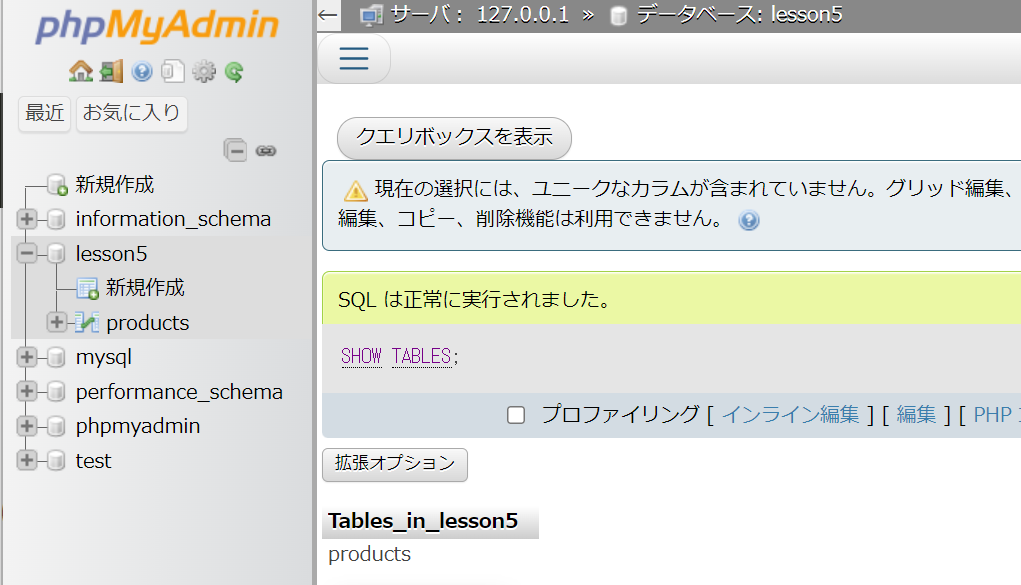 phpMyAdmin
最近
お気に入り
新規作成
information_schema
lesson5
新規作成
products
mysql
performance_schema
phpmyadmin
test
サーバ: 127.0.0.1 » データベース: lesson5
クエリボックスを表示
現在の選択には、ユニークなカラムが含まれていません。グリッド編集、
編集、コピー、削除機能は利用できません。
SQL は正常に実行されました。
SHOW TABLES;
プロファイリング [ インライン編集 ] [ 編集 ] [ PHP
拡張オプション
Tables_in_lesson5
products